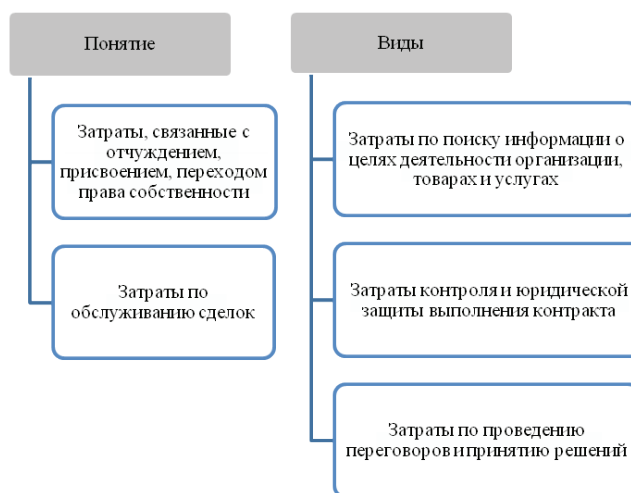 Понятие
Затраты, связанные с
отчуждением,
присвоением, переходом
права собственности
Затраты по
обслуживанию сделок
Виды
Затраты по поиску информации о
целях деятельности организации,
товарах и услугах
Затраты контроля и юридической
защиты выполнения контракта
Затраты по проведению
переговоров и принятию решений